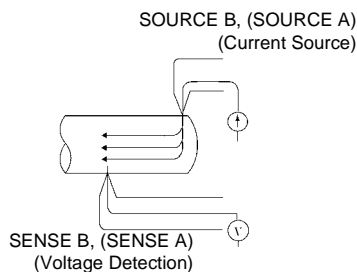 SOURCE B, (SOURCE A)
(Current Source)
V
SENSE B, (SENSE A)
(Voltage Detection)